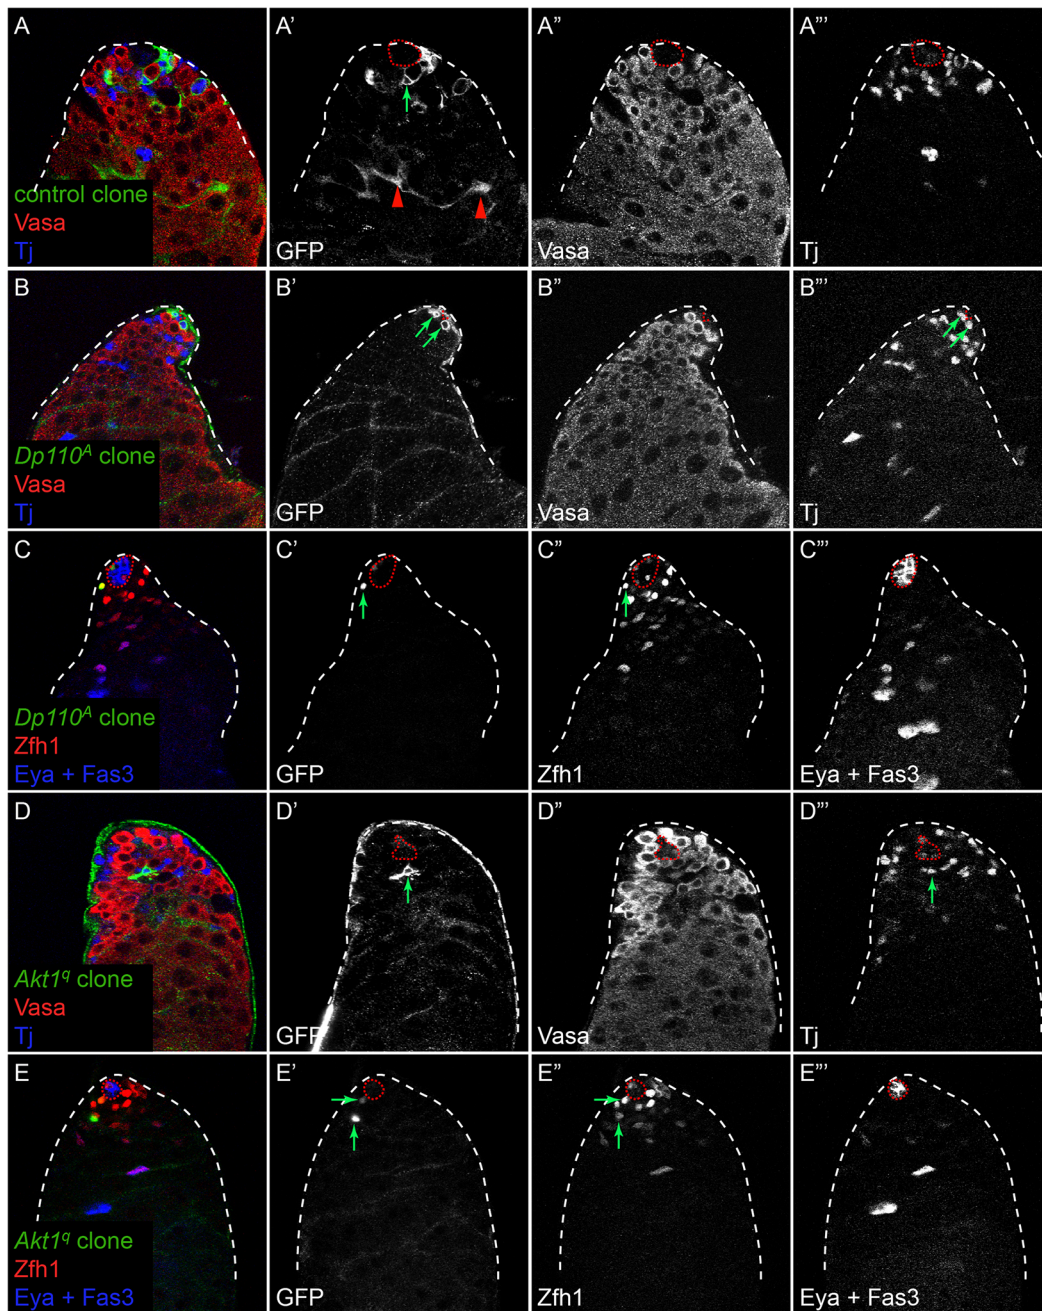 A
A'
A"
A"'
control clone
Vasa
Tj
GFP
Vasa
Tj
B
B'
B"
B"'
Dp110ᴬ clone
Vasa
Tj
GFP
Vasa
Tj
C
C'
C"
C"'
Dp110ᴬ clone
Zfh1
Eya + Fas3
GFP
Zfh1
Eya + Fas3
D
D'
D"
D"'
Akt1q clone
Vasa
Tj
GFP
Vasa
Tj
E
E'
E"
E"'
Akt1q clone
Zfh1
Eya + Fas3
GFP
Zfh1
Eya + Fas3